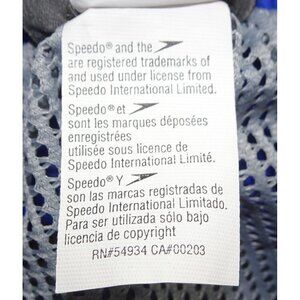 Speedo® and the
are registered trademarks of
and used under license from
Speedo International Limited.
Speedo® et
sont les marques déposées
enregistrées
utilisée sous licence de
Speedo International Limité.
Speedo® Y
son las marcas registradas de
Speedo International Limitado.
Para ser utilizada sólo bajo
licencia de copyright
RN#54934 CA#00203